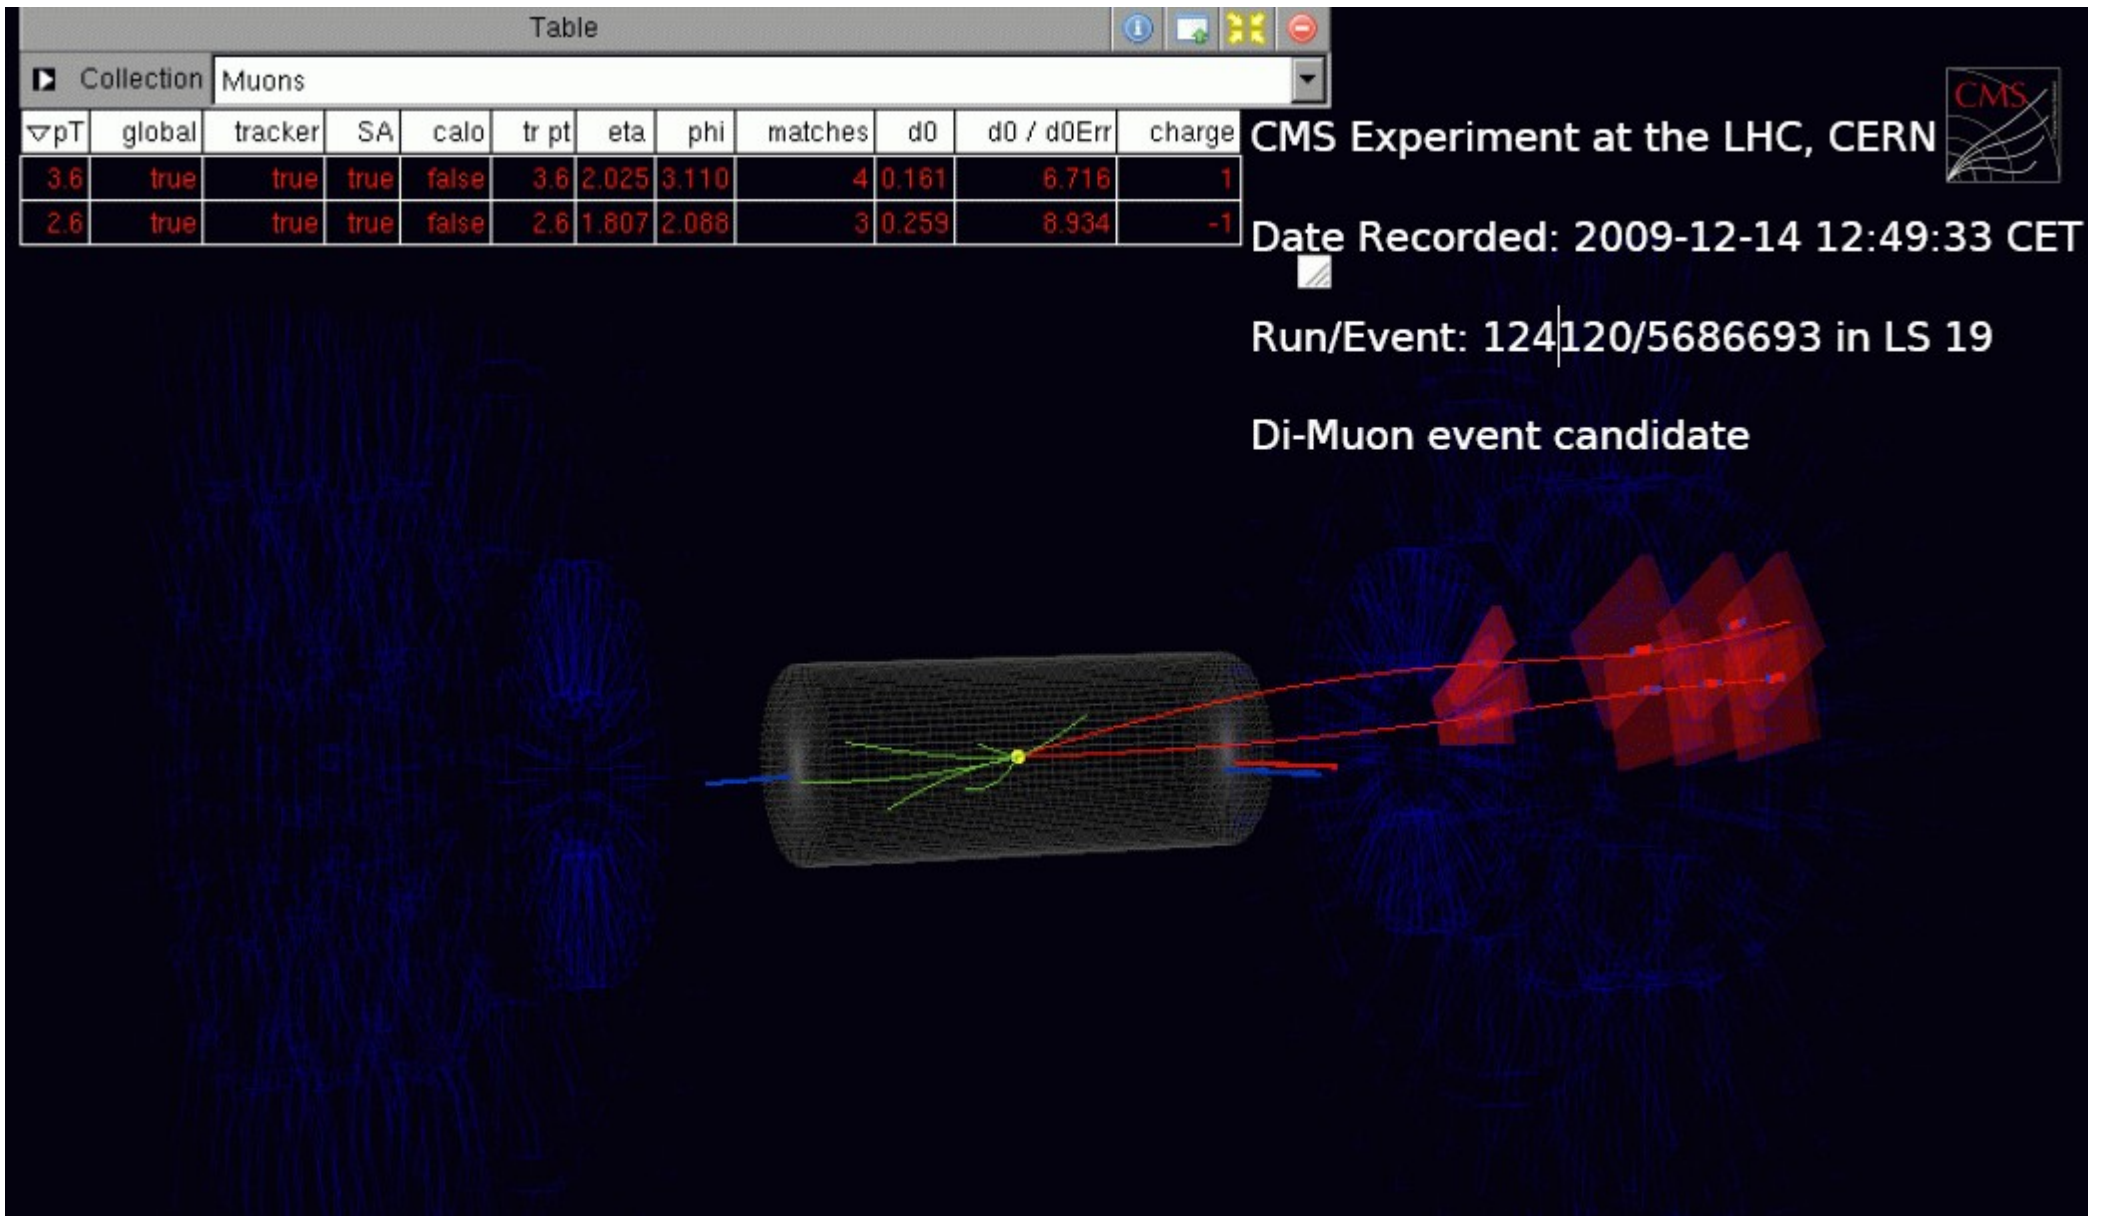 Table
Collection Muons
pT global tracker SA calo tr pt eta phi matches d0 d0 / d0Err charge
3.6 true true true false 3.6 2.025 3.110 4 0.161 6.716 1
2.6 true true true false 2.6 1.807 2.088 3 0.259 8.934 -1
CMS Experiment at the LHC, CERN
CMS
Date Recorded: 2009-12-14 12:49:33 CET
Run/Event: 124120/5686693 in LS 19
Di-Muon event candidate